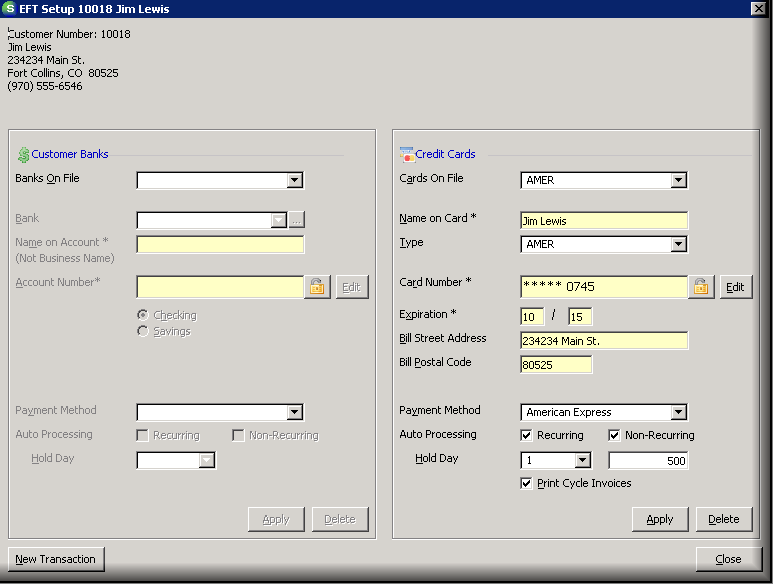 EFT Setup 10018 Jim Lewis
Customer Number: 10018
Jim Lewis
234234 Main St.
Fort Collins, CO 80525
(970) 555-6546
Customer Banks
Banks On File
Bank
...
Name on Account *
(Not Business Name)
Account Number*
Edit
Checking
Savings
Payment Method
Auto Processing
Recurring
Non-Recurring
Hold Day
Apply
Delete
Credit Cards
Cards On File
AMER
Name on Card *
Jim Lewis
Type
AMER
Card Number *
***** 0745
Edit
Expiration *
10 / 15
Bill Street Address
234234 Main St.
Bill Postal Code
80525
Payment Method
American Express
Auto Processing
Recurring
Non-Recurring
Hold Day
1
500
Print Cycle Invoices
Apply
Delete
New Transaction
Close